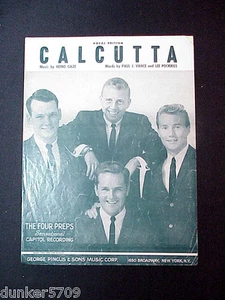 VOCAL EDITION
CALCUTTA
Music by HEINO GAZE
Words by PAUL J. VANCE and LEE POCKRISS
THE FOUR PREPS
Sensational
CAPITOL RECORDING
GEORGE PINCUS & SONS MUSIC CORP.
1650 BROADWAY, NEW YORK, N.Y.
dunker5709
dunker5709